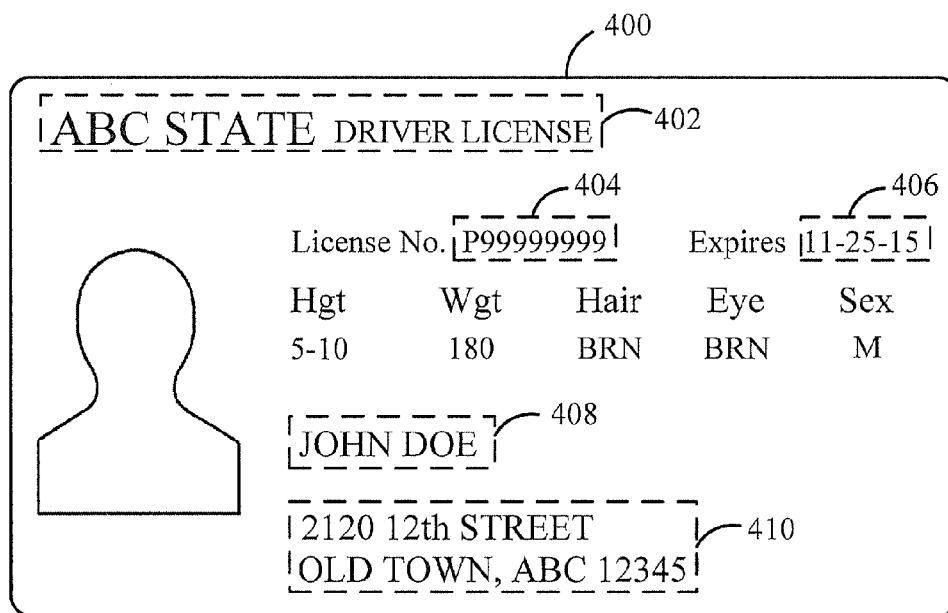 400
ABC STATE DRIVER LICENSE 402
404 406
License No. P99999999 Expires 11-25-15
Hgt Wgt Hair Eye Sex
5-10 180 BRN BRN M
408
JOHN DOE
2120 12th STREET
410
OLD TOWN, ABC 12345